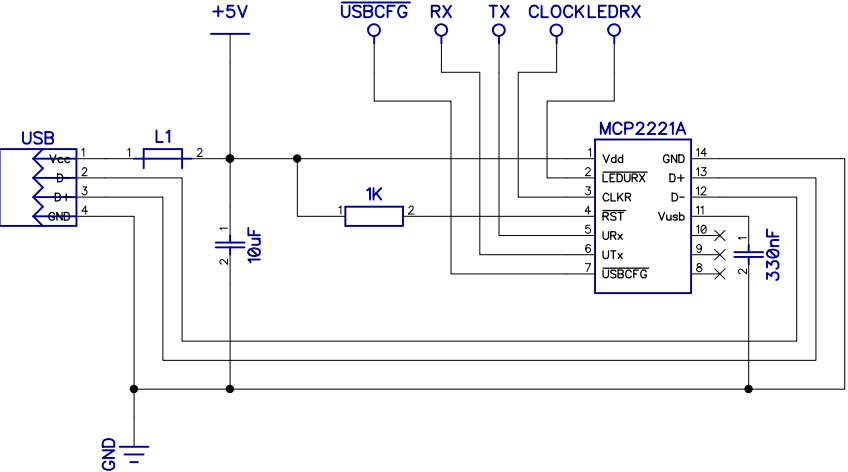 +5V
USBCFG RX TX CLOCK LEDRX
USB
1 Vcc
2 D-
3 D+
4 GND
1 L1 2
1 10uF 2
1 1K 2
MCP2221A
1 Vdd GND 14
2 LEDURX D+ 13
3 CLKR D- 12
4 RST Vusb 11
5 URx 10
6 UTx 9
7 USBCFG 8
1 330nF 2
GND